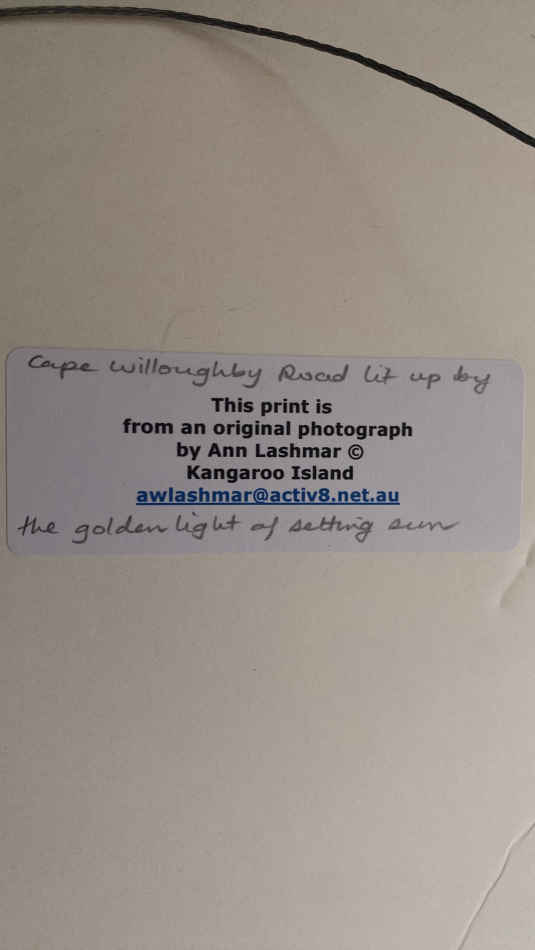 Cape Willoughby Road lit up by
This print is
from an original photograph
by Ann Lashmar ©
Kangaroo Island
awlashmar@activ8.net.au
the golden light of setting sun